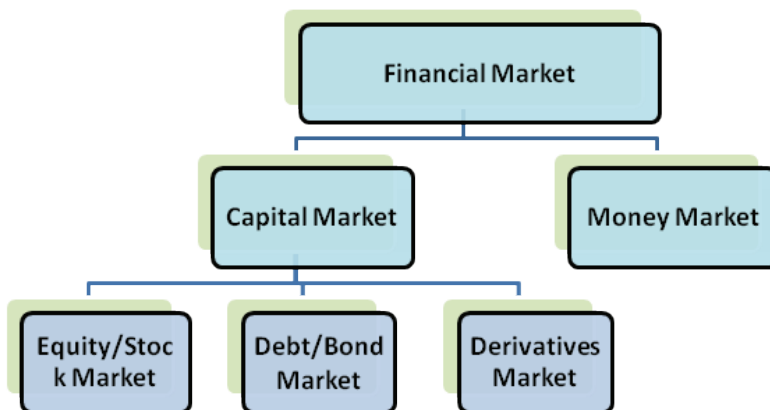 Financial Market
Capital Market
Money Market
Equity/Stoc
k Market
Debt/Bond
Market
Derivatives
Market